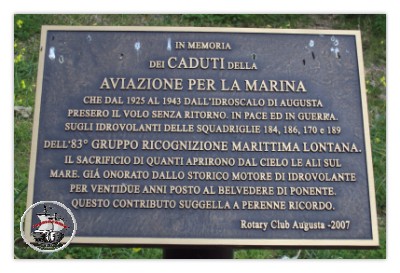 IN MEMORIA
DEI CADUTI DELLA
AVIAZIONE PER LA MARINA
CHE DAL 1925 AL 1943 DALL'IDROSCALO DI AUGUSTA
PRESERO IL VOLO SENZA RITORNO. IN PACE ED IN GUERRA.
SUGLI IDROVOLANTI DELLE SQUADRIGLIE 184, 186, 170 e 189
DELL'83° GRUPPO RICOGNIZIONE MARITTIMA LONTANA.
IL SACRIFICIO DI QUANTI APRIRONO DAL CIELO LE ALI SUL
MARE. GIÀ ONORATO DALLO STORICO MOTORE DI IDROVOLANTE
PER VENTIDUE ANNI POSTO AL BELVEDERE DI PONENTE.
QUESTO CONTRIBUTO SUGGELLA A PERENNE RICORDO.
Rotary Club Augusta -2007